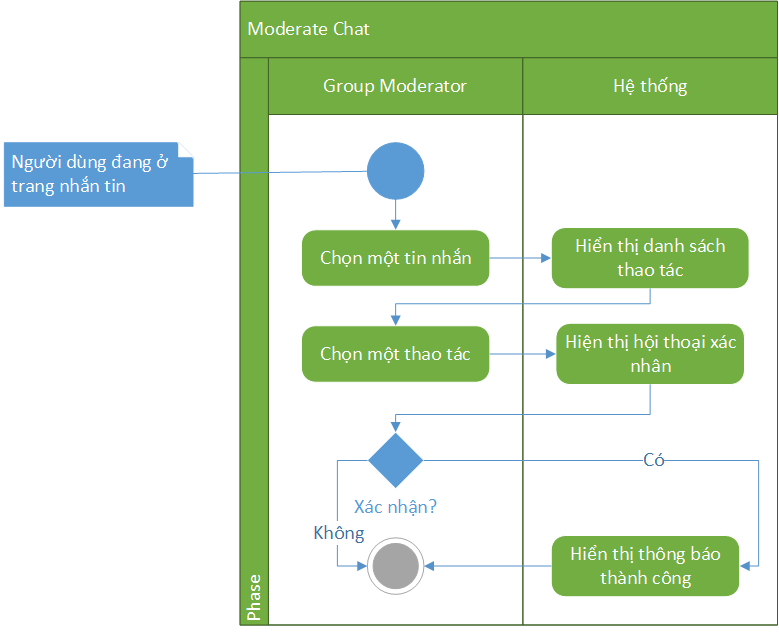 Moderate Chat
Group Moderator
Hệ thống
Người dùng đang ở
trang nhắn tin
Chọn một tin nhắn
Hiển thị danh sách
thao tác
Chọn một thao tác
Hiện thị hội thoại xác
nhân
Có
Xác nhận?
Không
Hiển thị thông báo
thành công
Phase